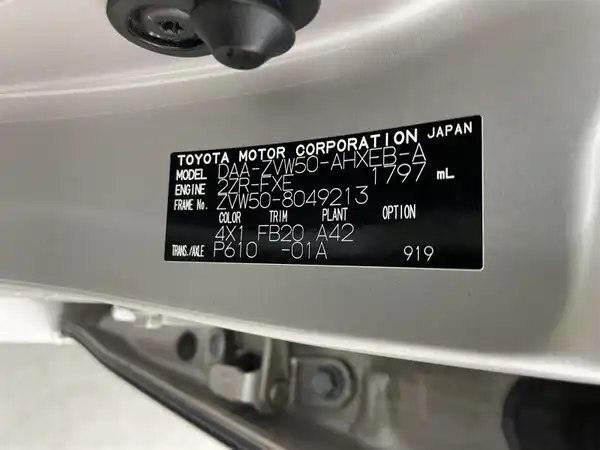 TOYOTA MOTOR CORPORATION JAPAN
MODEL DAA-ZVW50-AHXEB-A
ENGINE 2ZR-FXE 1797 mL
FRAME No. ZVW50-8049213
COLOR TRIM PLANT OPTION
4X1 FB20 A42
TRANS./AXLE P610 -01A 919